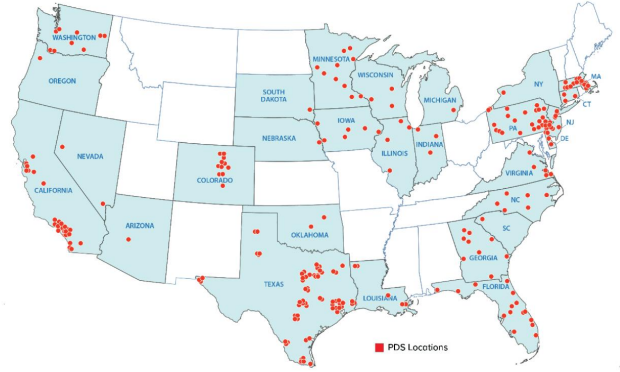 WASHINGTON
OREGON
CALIFORNIA
NEVADA
ARIZONA
COLORADO
SOUTH
DAKOTA
NEBRASKA
OKLAHOMA
TEXAS
MINNESOTA
IOWA
WISCONSIN
ILLINOIS
MICHIGAN
INDIANA
LOUISIANA
NY
MA
CT
PA
NJ
DE
VIRGINIA
NC
SC
GEORGIA
FLORIDA
PDS Locations